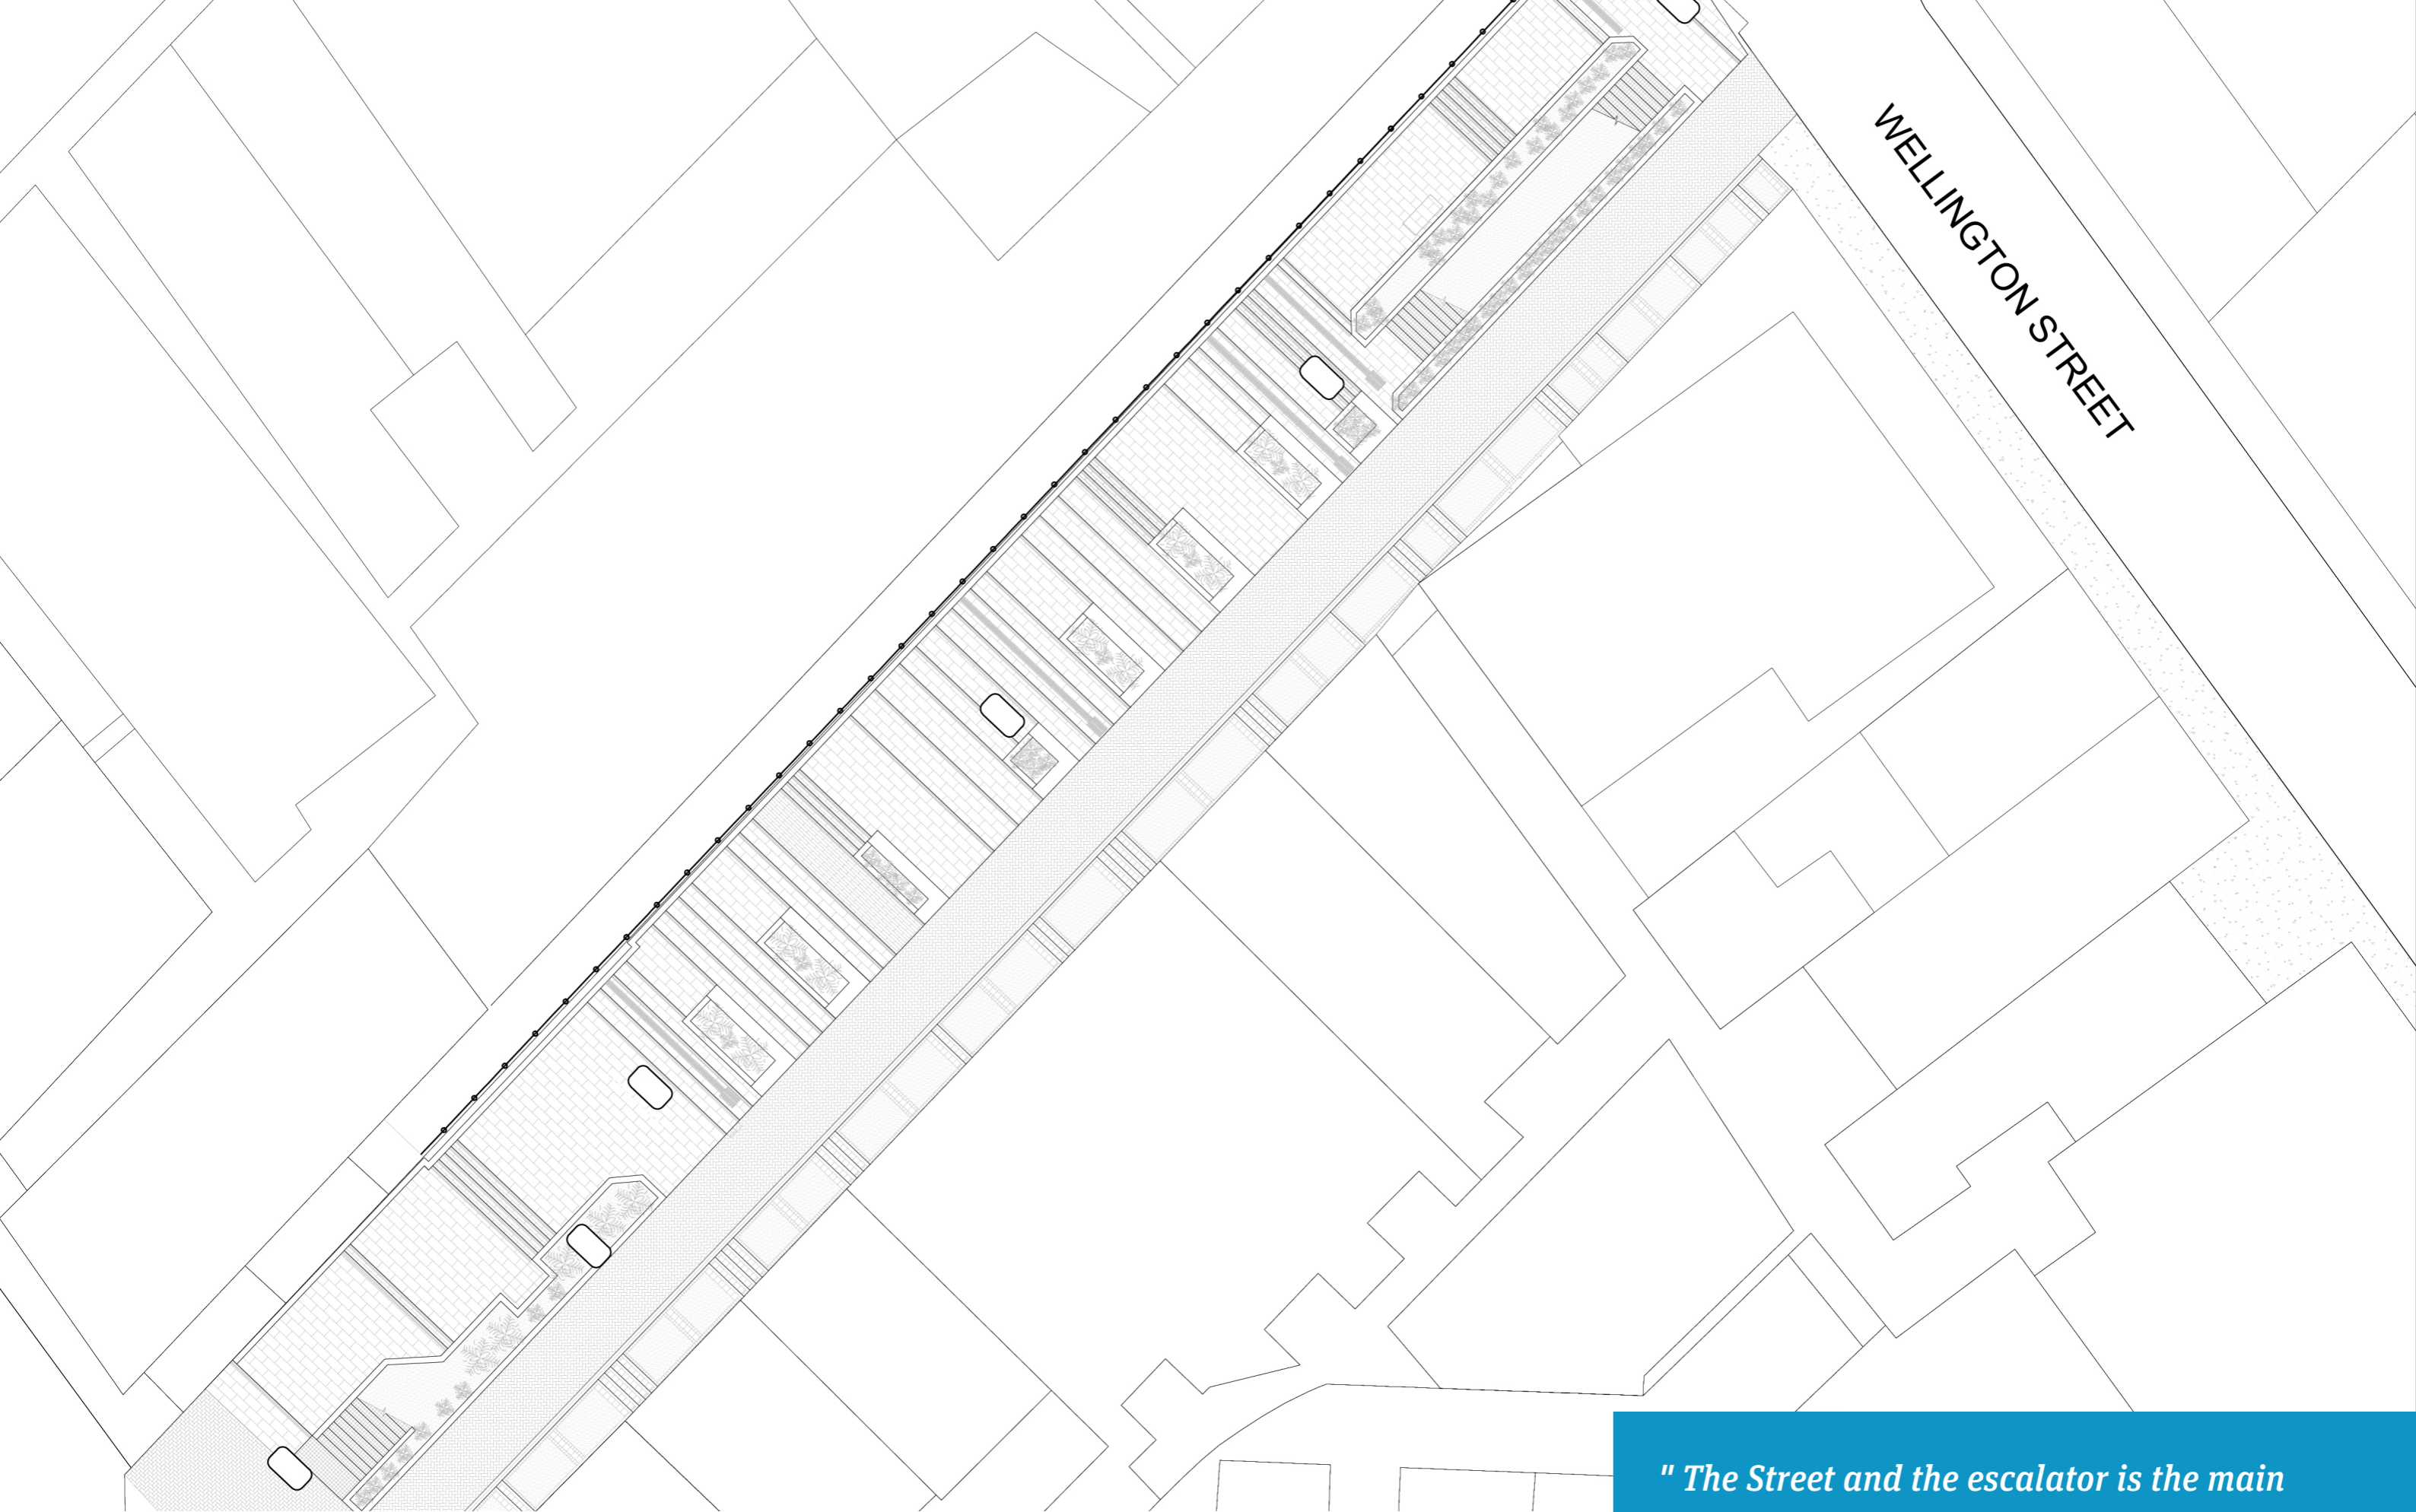 WELLINGTON STREET
" The Street and the escalator is the main